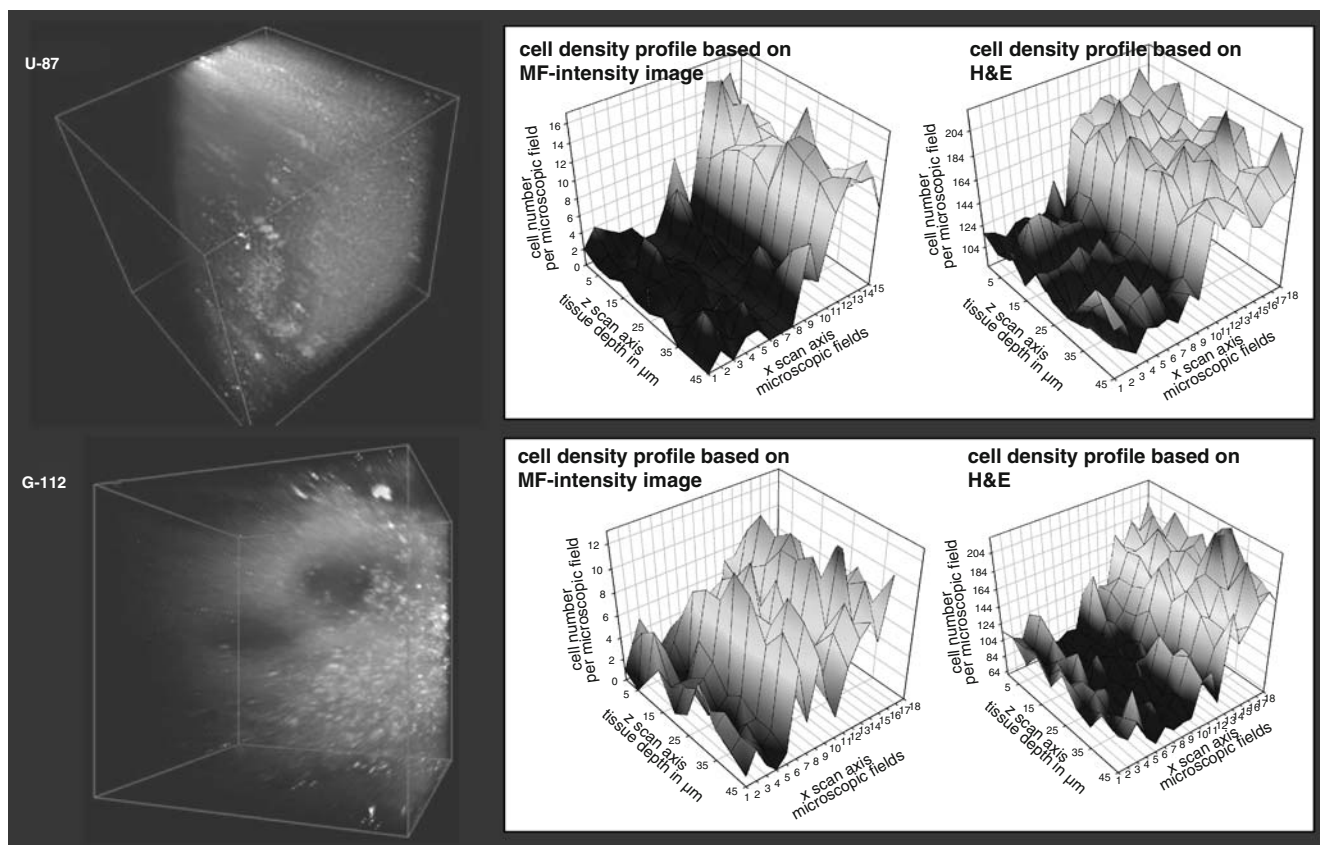 U-87
cell density profile based on
MF-intensity image
cell number
per microscopic field
16
14
12
10
8
6
4
2
0
5
15
25
35
45
z scan axis
tissue depth in µm
1 2 3 4 5 6 7 8 9 10 11 12 13 14 15
x scan axis
microscopic fields
cell density profile based on
H&E
cell number
per microscopic field
204
184
164
144
124
104
5
15
25
35
45
z scan axis
tissue depth in µm
1 2 3 4 5 6 7 8 9 10 11 12 13 14 15 16 17 18
x scan axis
microscopic fields
G-112
cell density profile based on
MF-intensity image
cell number
per microscopic field
12
10
8
6
4
2
0
5
15
25
35
45
z scan axis
tissue depth in µm
1 2 3 4 5 6 7 8 9 10 11 12 13 14 15 16 17 18
x scan axis
microscopic fields
cell density profile based on
H&E
cell number
per microscopic field
204
184
164
144
124
104
84
64
5
15
25
35
45
z scan axis
tissue depth in µm
1 2 3 4 5 6 7 8 9 10 11 12 13 14 15 16 17 18
x scan axis
microscopic fields